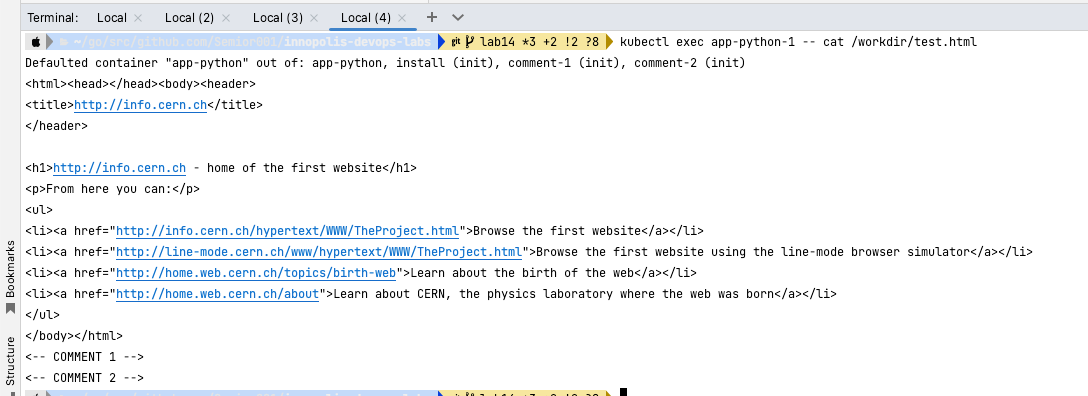 Terminal: Local × Local (2) × Local (3) × Local (4) × +
~/go/src/github.com/Semior001/innopolis-devops-labs git lab14 *3 +2 !2 ?8 kubectl exec app-python-1 -- cat /workdir/test.html
Defaulted container "app-python" out of: app-python, install (init), comment-1 (init), comment-2 (init)
<html><head></head><body><header>
<title>http://info.cern.ch</title>
</header>
<h1>http://info.cern.ch - home of the first website</h1>
<p>From here you can:</p>
<ul>
<li><a href="http://info.cern.ch/hypertext/WWW/TheProject.html">Browse the first website</a></li>
<li><a href="http://line-mode.cern.ch/www/hypertext/WWW/TheProject.html">Browse the first website using the line-mode browser simulator</a></li>
<li><a href="http://home.web.cern.ch/topics/birth-web">Learn about the birth of the web</a></li>
<li><a href="http://home.web.cern.ch/about">Learn about CERN, the physics laboratory where the web was born</a></li>
</ul>
</body></html>
<-- COMMENT 1 -->
<-- COMMENT 2 -->
Bookmarks
Structure